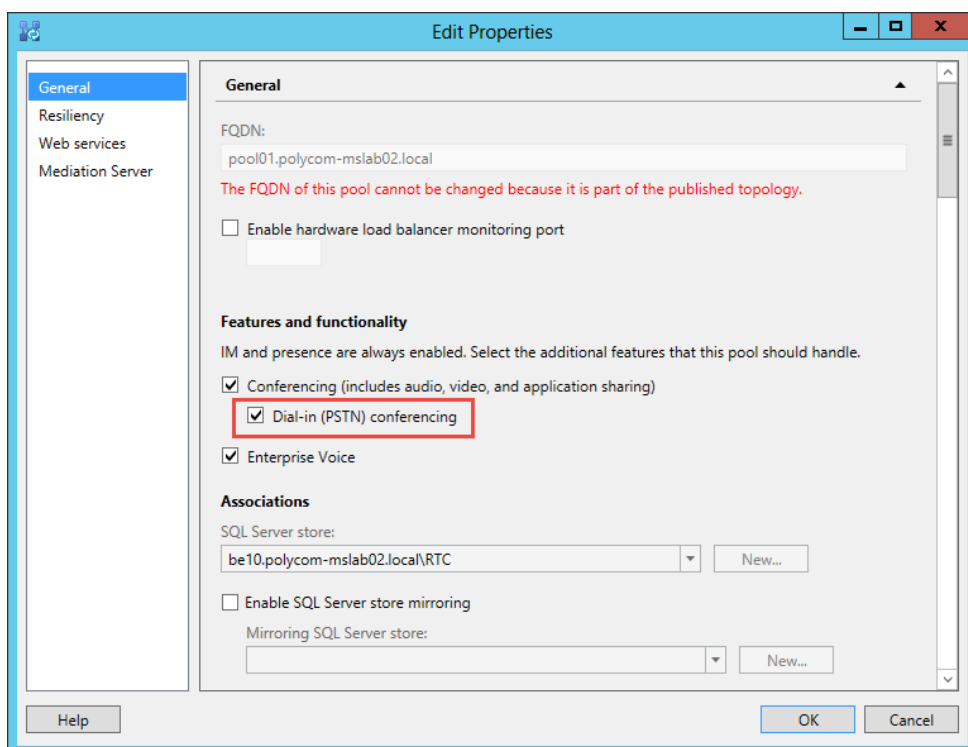 Edit Properties
General
Resiliency
Web services
Mediation Server
General
FQDN:
pool01.polycom-mslab02.local
The FQDN of this pool cannot be changed because it is part of the published topology.
Enable hardware load balancer monitoring port
Features and functionality
IM and presence are always enabled. Select the additional features that this pool should handle.
Conferencing (includes audio, video, and application sharing)
Dial-in (PSTN) conferencing
Enterprise Voice
Associations
SQL Server store:
be10.polycom-mslab02.local\RTC New...
Enable SQL Server store mirroring
Mirroring SQL Server store:
New...
Help OK Cancel